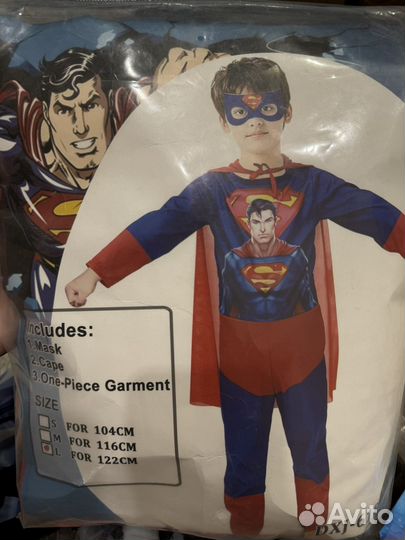 Includes:
1.Mask
2.Cape
3.One-Piece Garment
SIZE
S FOR 104CM
M FOR 116CM
L FOR 122CM
Avito